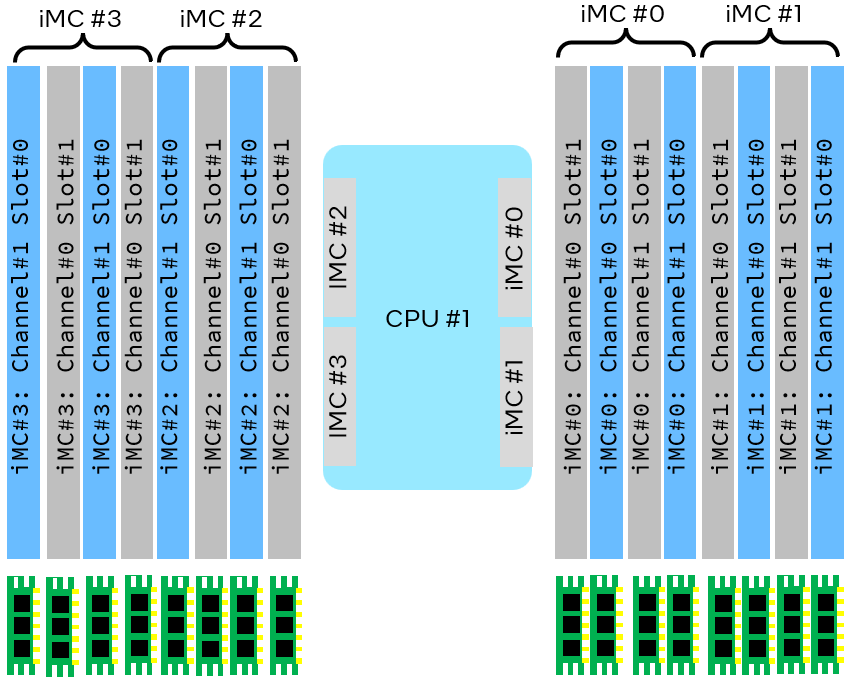 iMC #3
iMC #2
iMC #0
iMC #1
iMC#3: Channel#1 Slot#0
iMC#3: Channel#0 Slot#1
iMC#3: Channel#1 Slot#0
iMC#3: Channel#0 Slot#1
iMC#2: Channel#1 Slot#0
iMC#2: Channel#0 Slot#1
iMC#2: Channel#1 Slot#0
iMC#2: Channel#0 Slot#1
IMC #2
IMC #3
CPU #1
iMC #0
iMC #1
iMC#0: Channel#0 Slot#1
iMC#0: Channel#0 Slot#0
iMC#0: Channel#1 Slot#1
iMC#0: Channel#1 Slot#0
iMC#1: Channel#0 Slot#1
iMC#1: Channel#0 Slot#0
iMC#1: Channel#1 Slot#1
iMC#1: Channel#1 Slot#0